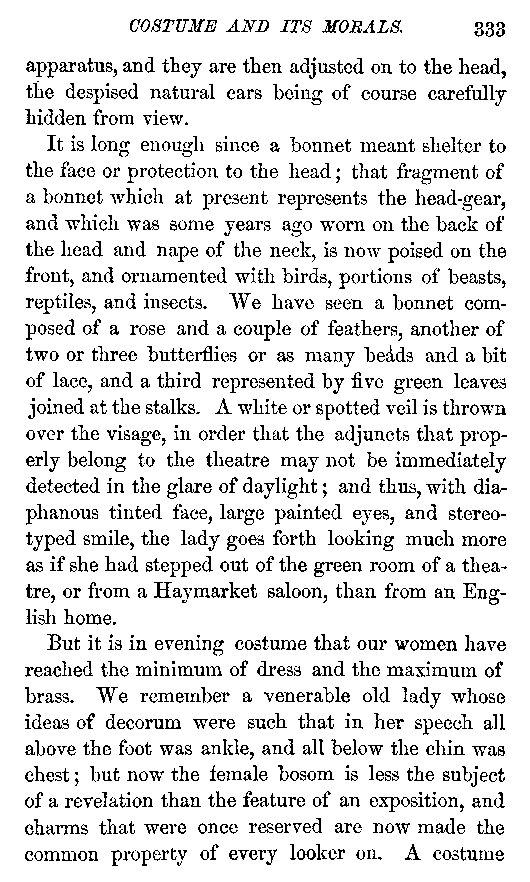 COSTUME AND ITS MORALS. 333
apparatus, and they are then adjusted on to the head,
the despised natural ears being of course carefully
hidden from view.
It is long enough since a bonnet meant shelter to
the face or protection to the head; that fragment of
a bonnet which at present represents the head-gear,
and which was some years ago worn on the back of
the head and nape of the neck, is now poised on the
front, and ornamented with birds, portions of beasts,
reptiles, and insects. We have seen a bonnet com-
posed of a rose and a couple of feathers, another of
two or three butterflies or as many beads and a bit
of lace, and a third represented by five green leaves
joined at the stalks. A white or spotted veil is thrown
over the visage, in order that the adjuncts that prop-
erly belong to the theatre may not be immediately
detected in the glare of daylight; and thus, with dia-
phanous tinted face, large painted eyes, and stereo-
typed smile, the lady goes forth looking much more
as if she had stepped out of the green room of a thea-
tre, or from a Haymarket saloon, than from an Eng-
lish home.
But it is in evening costume that our women have
reached the minimum of dress and the maximum of
brass. We remember a venerable old lady whose
ideas of decorum were such that in her speech all
above the foot was ankle, and all below the chin was
chest; but now the female bosom is less the subject
of a revelation than the feature of an exposition, and
charms that were once reserved are now made the
common property of every looker on. A costume